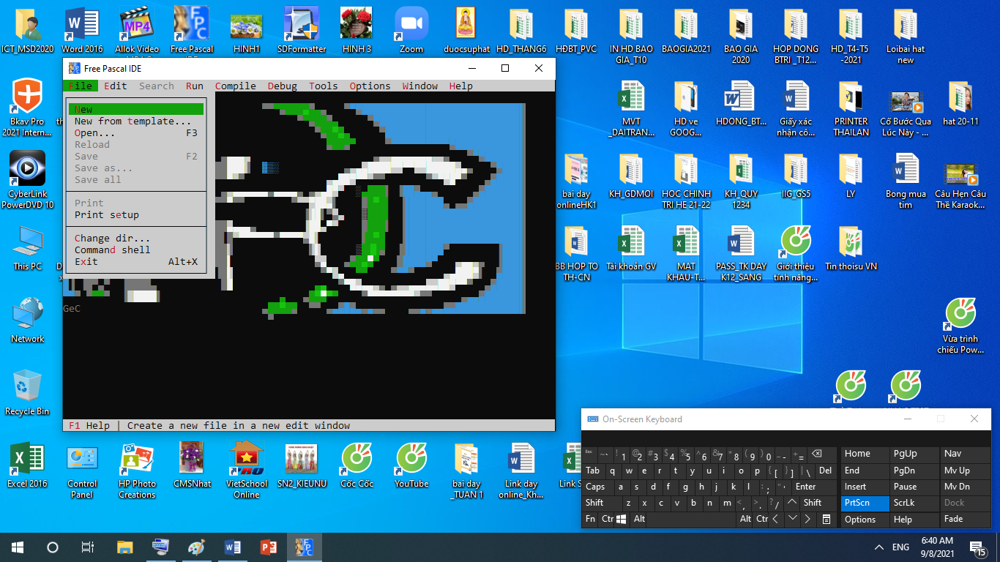 ICT_MSD2020
Word 2016
Allok Video
Free Pascal
HINH1
SDFormatter
HINH 3
Zoom
duocsuphat
HD_THANG6
HĐBT_PVC
IN HD BAO
GIA_T10
BAOGIA2021
BAO GIA
2020
HOP DONG
BTRI _T12...
HD_T4-T5
-2021
Loibai hat
new
Free Pascal IDE
File Edit Search Run Compile Debug Tools Options Window Help
New
New from template...
Open... F3
Reload
Save F2
Save as...
Save all
Print
Print setup
Change dir...
Command shell
Exit Alt+X
GeC
F1 Help | Create a new file in a new edit window
Bkav Pro
2021 Intern...
MVT
_DAITRAN...
HD ve
GOOG...
HDONG_BT...
Giấy xác
nhận có...
PRINTER
THAILAN
Cố Bước Qua
Lúc Này - ...
hat 20-11
CyberLink
PowerDVD 10
bai day
onlineHK1
KH_GDMOI
HOC CHINH
TRI HE 21-22
KH_QUY
1234
IIG_GS5
LY
Bong mua
tim
Câu Hẹn Câu
Thề Karaok...
This PC
BB HOP TO
TH-CN
Tài khoản GV
MAT
KHAU-T...
PASS_TK DAY
K12_SANG
Giới thiệu
tính năng...
Tin thoisu VN
Network
Vừa trình
chiếu Pow...
Recycle Bin
Excel 2016
Control
Panel
HP Photo
Creations
CMSNhat
VietSchool
Online
SN2_KIEUNU
Cốc Cốc
YouTube
bai day
_TUAN 1
Link day
online_Kh...
Link S
On-Screen Keyboard
Esc ~ ` ! 1 @ 2 # 3 $ 4 % 5 ^ 6 & 7 * 8 ( 9 ) 0 _ - + = Home PgUp Nav
Tab q w e r t y u i o p { [ } ] | \ Del End PgDn Mv Up
Caps a s d f g h j k l : ; " ' Enter Insert Pause Mv Dn
Shift z x c v b n m < , > . ? / Shift PrtScn ScrLk Dock
Fn Ctr Alt Alt Ctr Options Help Fade
ENG
6:40 AM
9/8/2021
15